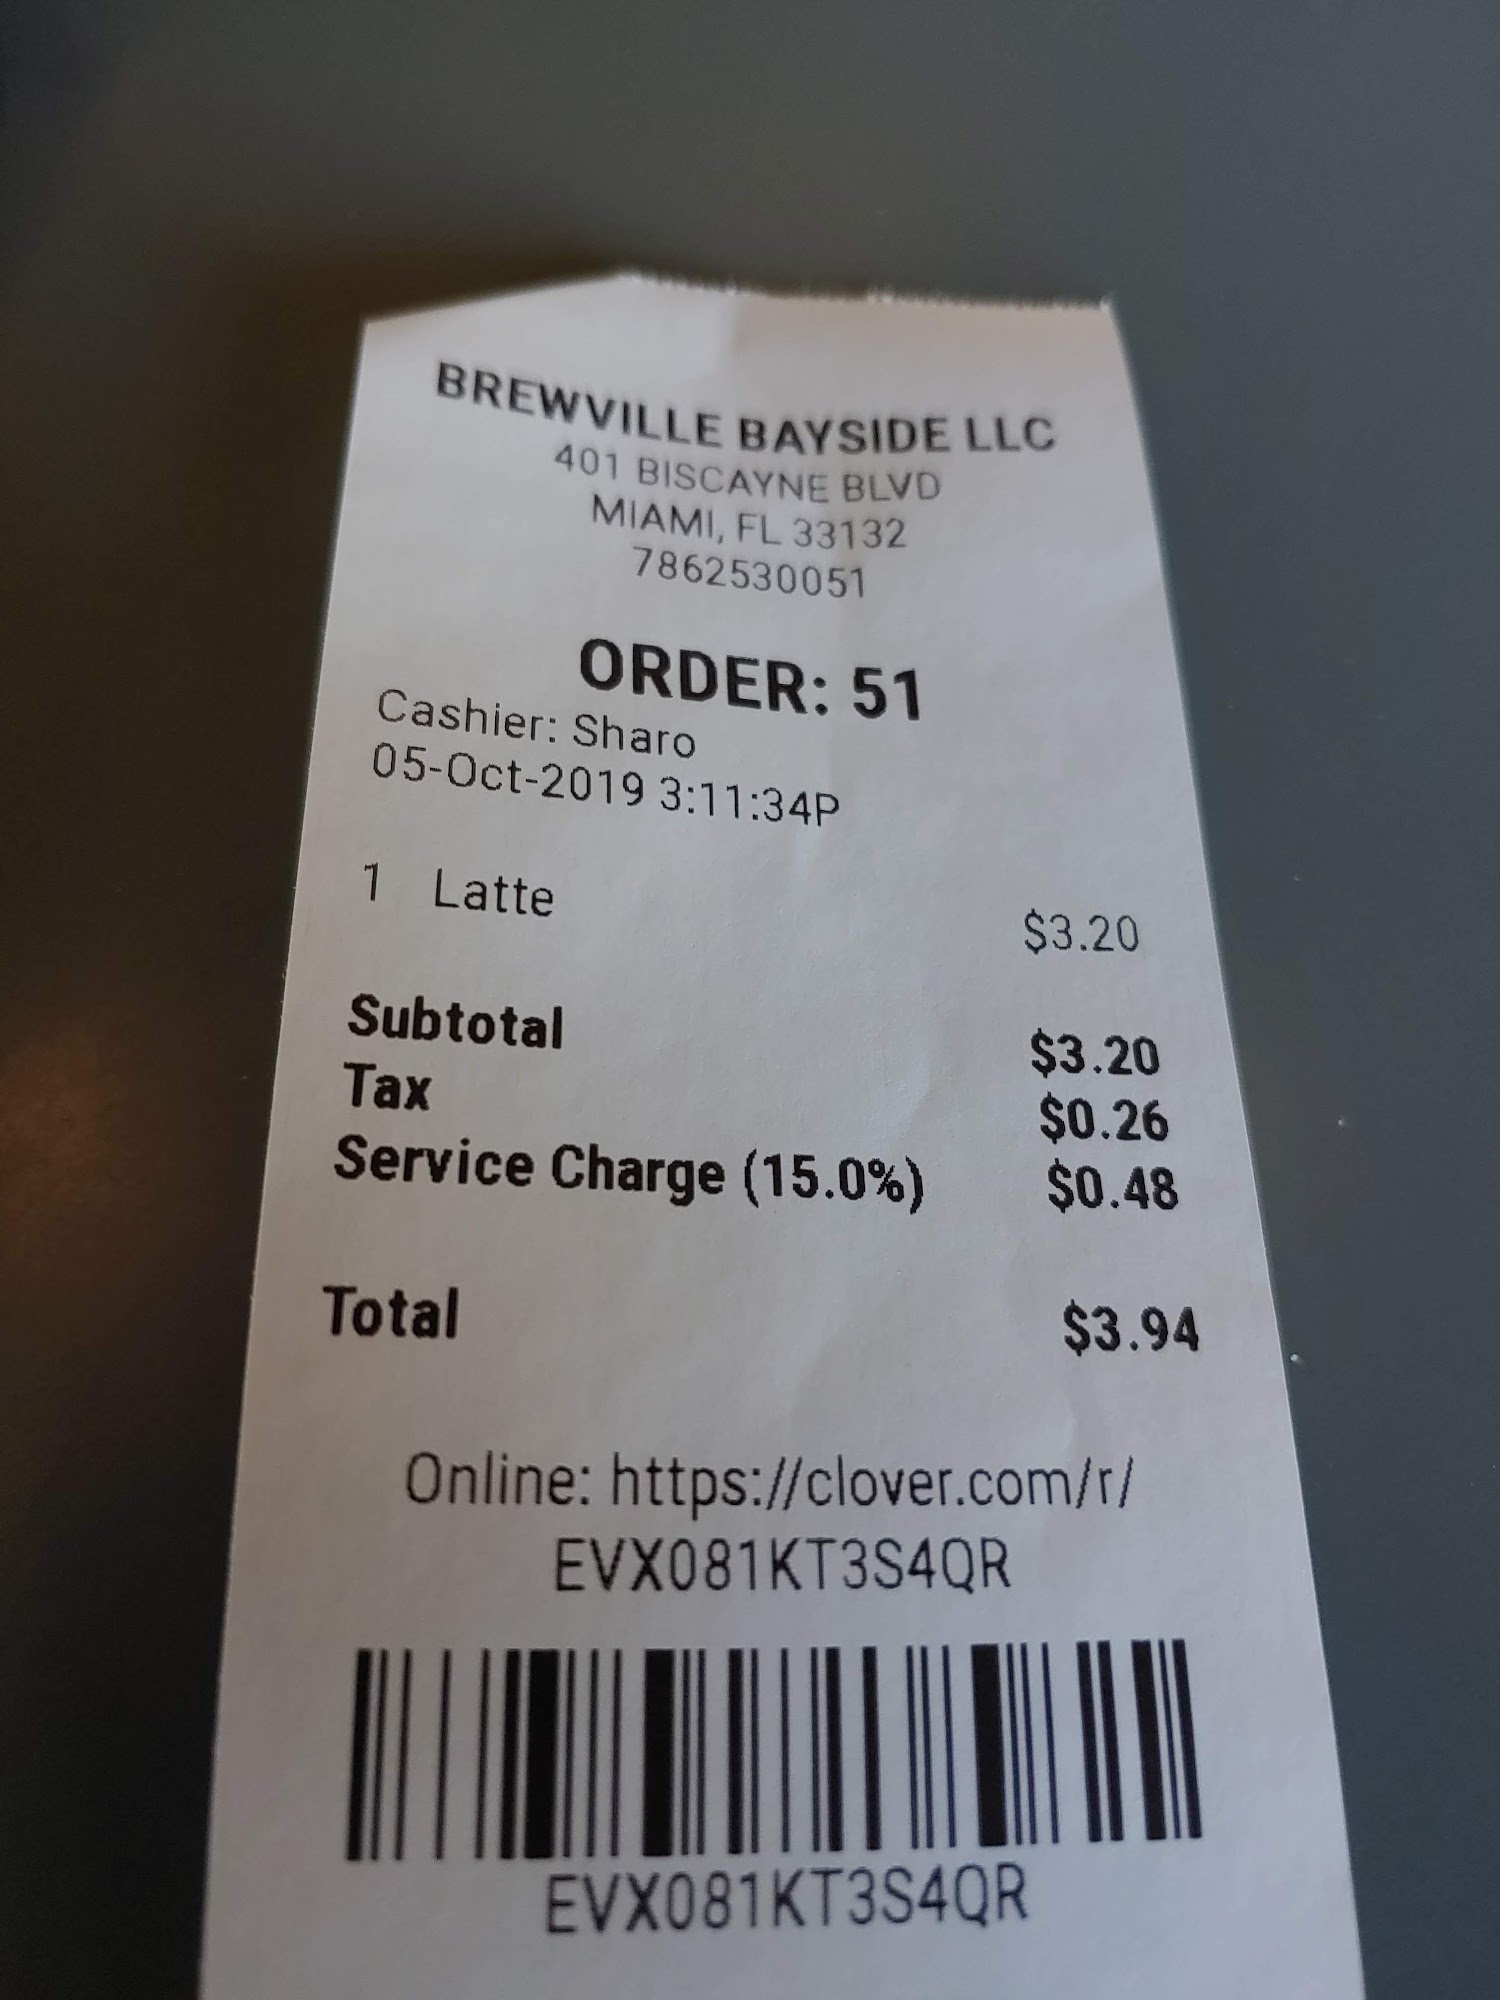 BREWVILLE BAYSIDE LLC
401 BISCAYNE BLVD
MIAMI, FL 33132
7862530051
ORDER: 51
Cashier: Sharo
05-Oct-2019 3:11:34P
1 Latte $3.20
Subtotal $3.20
Tax $0.26
Service Charge (15.0%) $0.48
Total $3.94
Online: https://clover.com/r/
EVX081KT3S4QR
EVX081KT3S4QR